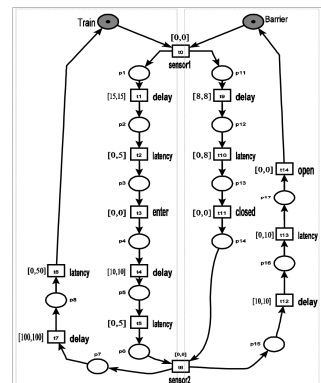 Train
Barrier
[0,0]
t0
sensor1
p1
p11
[15,15] t1 delay
[8,8] t9 delay
p2
p12
[0,5] t2 latency
[0,8] t10 latency
p3
p13
[0,0] t3 enter
[0,0] t11 closed
p4
p14
[0,0] t14 open
p17
[0,10] t13 latency
p16
[10,10] t4 delay
[0,50] t8 latency
p5
p8
[10,10] t12 delay
[0,5] t5 latency
[100,100] t7 delay
p6
p15
p7
[0,0]
t6
sensor2